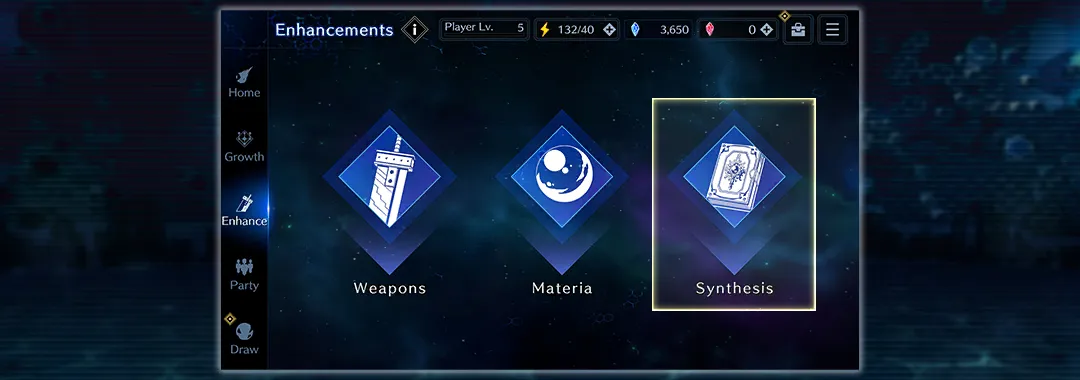 Enhancements
Player Lv. 5
132/40
3,650
0
Home
Growth
Enhance
Party
Draw
Weapons
Materia
Synthesis